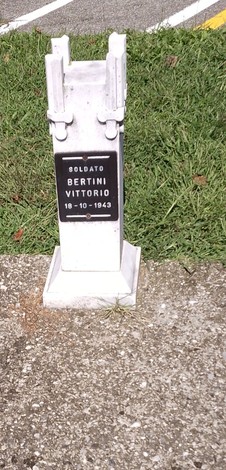 SOLDATO
BERTINI
VITTORIO
18-10-1943